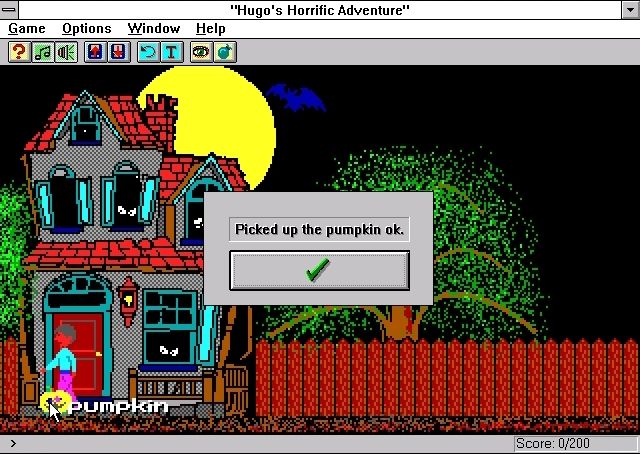 "Hugo's Horrific Adventure"
Game Options Window Help
? T
Picked up the pumpkin ok.
pumpkin
> Score: 0/200